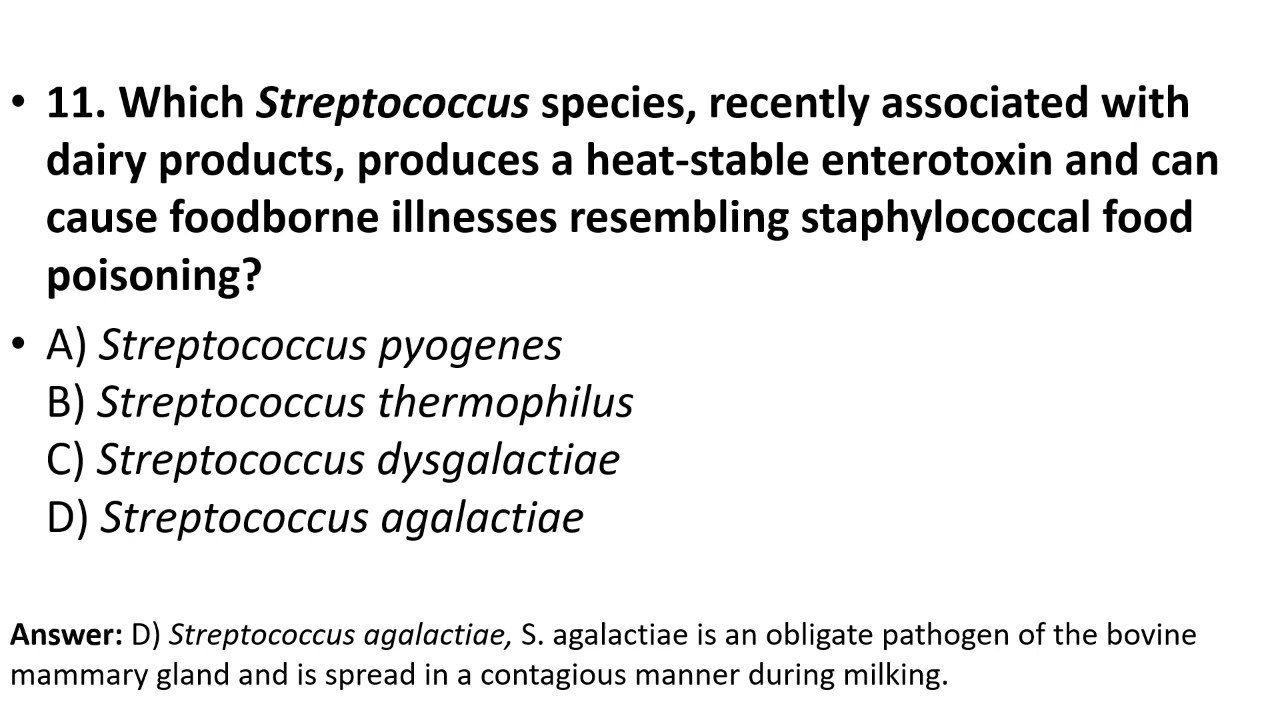 • 11. Which Streptococcus species, recently associated with
dairy products, produces a heat-stable enterotoxin and can
cause foodborne illnesses resembling staphylococcal food
poisoning?
• A) Streptococcus pyogenes
B) Streptococcus thermophilus
C) Streptococcus dysgalactiae
D) Streptococcus agalactiae
Answer: D) Streptococcus agalactiae, S. agalactiae is an obligate pathogen of the bovine
mammary gland and is spread in a contagious manner during milking.